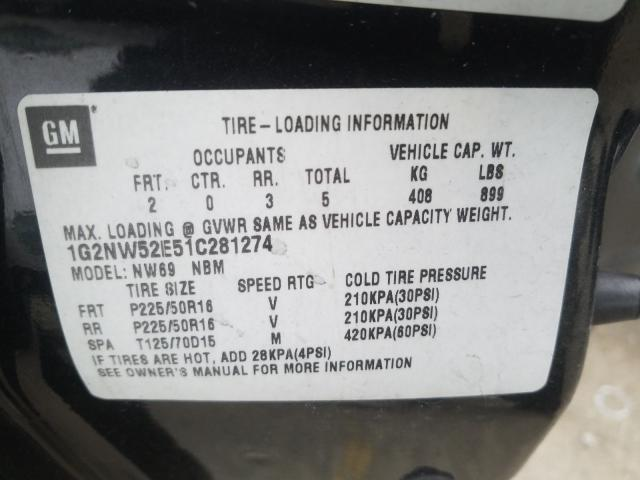 GM
TIRE-LOADING INFORMATION
OCCUPANTS VEHICLE CAP. WT.
FRT. CTR. RR. TOTAL KG LBS
2 0 3 5 408 899
MAX. LOADING @ GVWR SAME AS VEHICLE CAPACITY WEIGHT.
1G2NW52E51C281274
MODEL: NW69 NBM
TIRE SIZE SPEED RTG COLD TIRE PRESSURE
FRT P225/50R16 V 210KPA(30PSI)
RR P225/50R16 V 210KPA(30PSI)
SPA T125/70D15 M 420KPA(60PSI)
IF TIRES ARE HOT, ADD 28KPA(4PSI)
SEE OWNER'S MANUAL FOR MORE INFORMATION